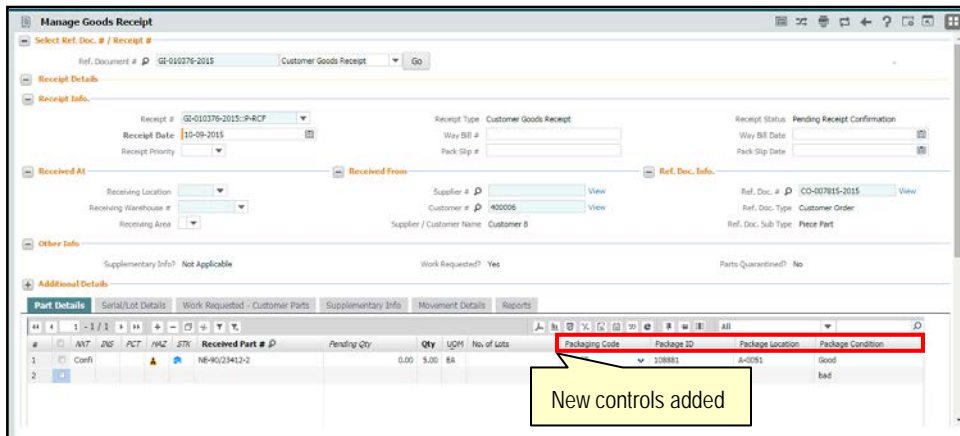 Manage Goods Receipt
Select Ref. Doc. # / Receipt #
Ref. Document # GI-010376-2015 Customer Goods Receipt Go
Receipt Details
Receipt Info.
Receipt # GI-010376-2015::P-RCF Receipt Type Customer Goods Receipt Receipt Status Pending Receipt Confirmation
Receipt Date 10-09-2015 Way Bill # Way Bill Date
Receipt Priority Pack Slip # Pack Slip Date
Received At Received From Ref. Doc. Info.
Receiving Location Supplier # View Ref. Doc. # CO-007815-2015 View
Receiving Warehouse # Customer # 400006 View Ref. Doc. Type Customer Order
Receiving Area Supplier / Customer Name Customer 8 Ref. Doc. Sub Type Piece Part
Other Info
Supplementary Info? Not Applicable Work Requested? Yes Parts Quarantined? No
Additional Details
Part Details Serial/Lot Details Work Requested - Customer Parts Supplementary Info Movement Details Reports
1 - 1 / 1 All
# NXT INS PCT HAZ STK Received Part # Pending Qty Qty UOM No. of Lots Packaging Code Package ID Package Location Package Condition
1 Confi NE-90/23412-2 0.00 5.00 EA 108881 A-0051 Good
2 bad
New controls added